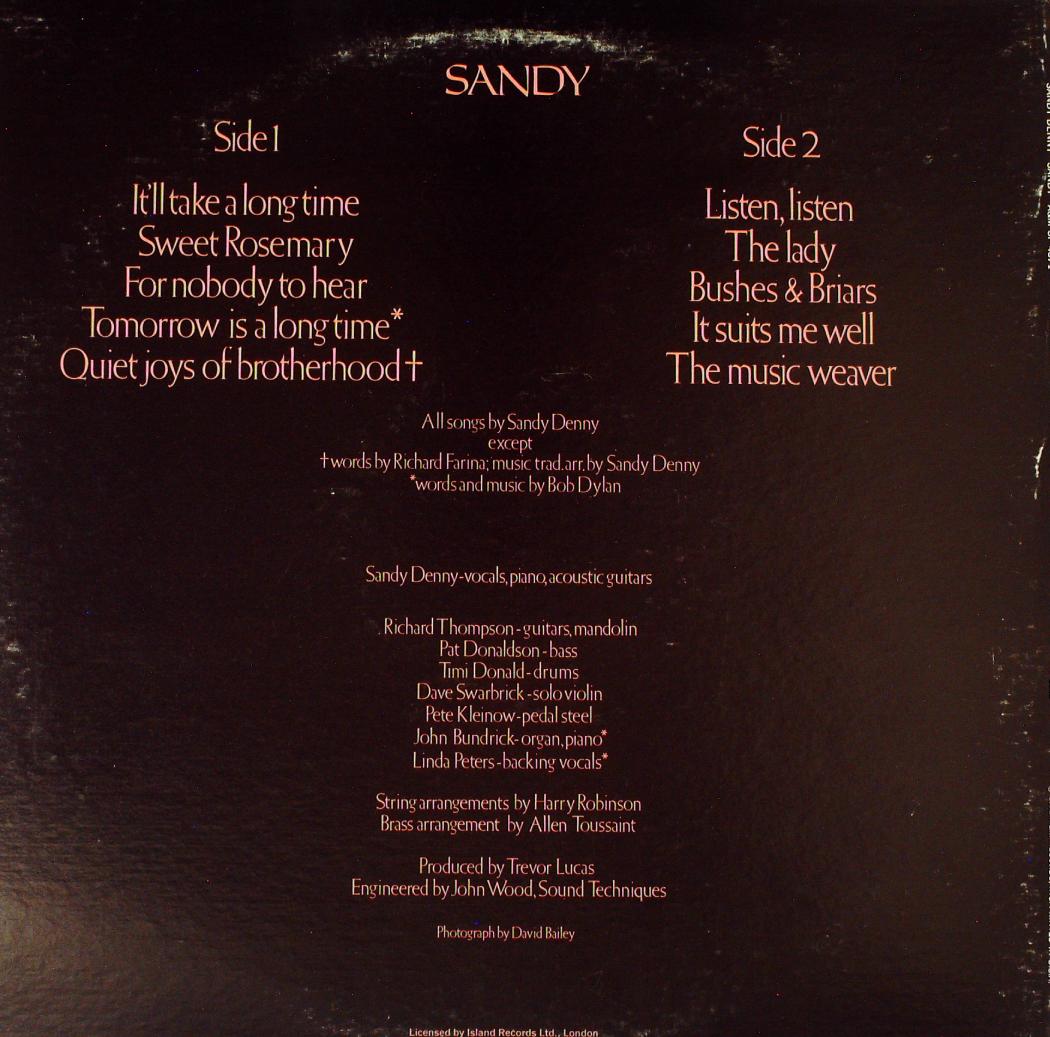 SANDY
Side 1
It'll take a long time
Sweet Rosemary
For nobody to hear
Tomorrow is a long time*
Quiet joys of brotherhood†
Side 2
Listen, listen
The lady
Bushes & Briars
It suits me well
The music weaver
All songs by Sandy Denny
except
†words by Richard Farina; music trad. arr. by Sandy Denny
*words and music by Bob Dylan
Sandy Denny-vocals, piano, acoustic guitars
Richard Thompson - guitars, mandolin
Pat Donaldson - bass
Timi Donald - drums
Dave Swarbrick - solo violin
Pete Kleinow - pedal steel
John Bundrick - organ, piano*
Linda Peters - backing vocals*
String arrangements by Harry Robinson
Brass arrangement by Allen Toussaint
Produced by Trevor Lucas
Engineered by John Wood, Sound Techniques
Photograph by David Bailey
Licensed by Island Records Ltd., London